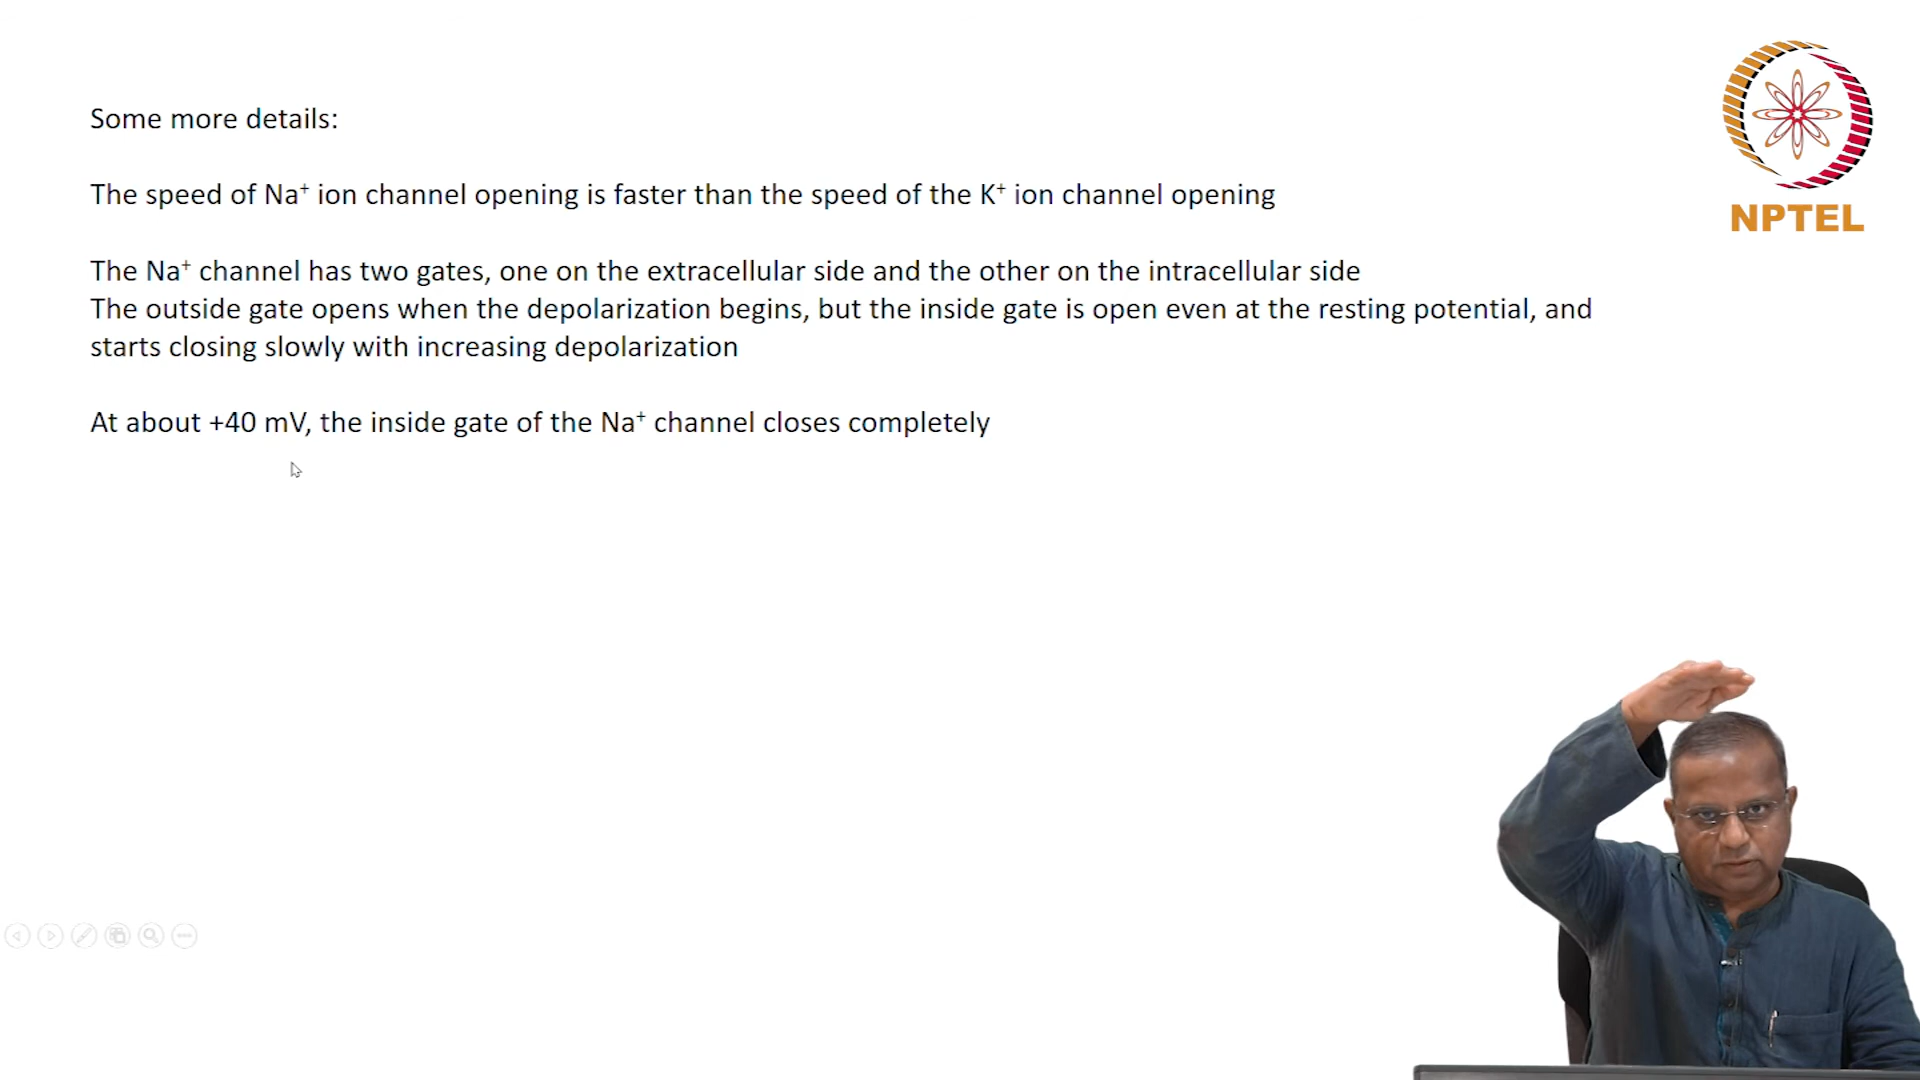 Some more details:
The speed of Na⁺ ion channel opening is faster than the speed of the K⁺ ion channel opening
The Na⁺ channel has two gates, one on the extracellular side and the other on the intracellular side
The outside gate opens when the depolarization begins, but the inside gate is open even at the resting potential, and
starts closing slowly with increasing depolarization
At about +40 mV, the inside gate of the Na⁺ channel closes completely
NPTEL